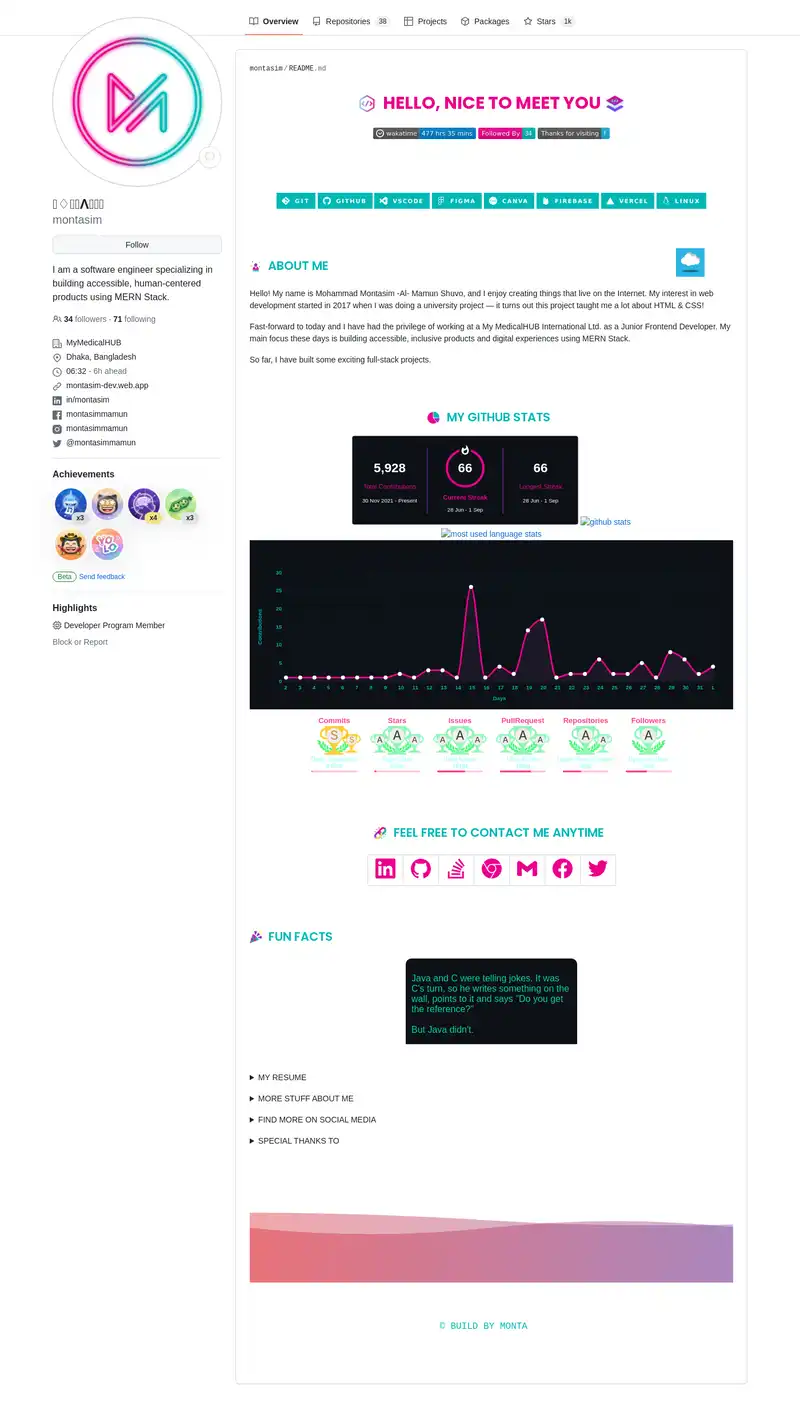 Overview
Repositories 38
Projects
Packages
Stars 1k
montasim
Follow
I am a software engineer specializing in
building accessible, human-centered
products using MERN Stack.
34 followers · 71 following
MyMedicalHUB
Dhaka, Bangladesh
06:32 - 6h ahead
montasim-dev.web.app
in/montasim
montasimmamun
montasimmamun
@montasimmamun
Achievements
x3
x4
x3
YOLO
Beta Send feedback
Highlights
Developer Program Member
Block or Report
montasim/README.md
HELLO, NICE TO MEET YOU
wakatime 477 hrs 35 mins
Followed By 34
Thanks for visiting !
GIT
GITHUB
VSCODE
FIGMA
CANVA
FIREBASE
VERCEL
LINUX
ABOUT ME
Hello! My name is Mohammad Montasim -Al- Mamun Shuvo, and I enjoy creating things that live on the Internet. My interest in web
development started in 2017 when I was doing a university project — it turns out this project taught me a lot about HTML & CSS!
Fast-forward to today and I have had the privilege of working at a My MedicalHUB International Ltd. as a Junior Frontend Developer. My
main focus these days is building accessible, inclusive products and digital experiences using MERN Stack.
So far, I have built some exciting full-stack projects.
MY GITHUB STATS
5,928
Total Contributions
30 Nov 2021 - Present
66
Current Streak
28 Jun - 1 Sep
66
Longest Streak
28 Jun - 1 Sep
github stats
most used language stats
Contributions
30
25
20
15
10
5
0
2 3 4 5 6 7 8 9 10 11 12 13 14 15 16 17 18 19 20 21 22 23 24 25 26 27 28 29 30 31 1
Days
Commits
Stars
Issues
PullRequest
Repositories
Followers
S S
A A A
A A A
A A A
A A
A
FEEL FREE TO CONTACT ME ANYTIME
in
FUN FACTS
Java and C were telling jokes. It was
C's turn, so he writes something on the
wall, points to it and says "Do you get
the reference?"
But Java didn't.
MY RESUME
MORE STUFF ABOUT ME
FIND MORE ON SOCIAL MEDIA
SPECIAL THANKS TO
© BUILD BY MONTA